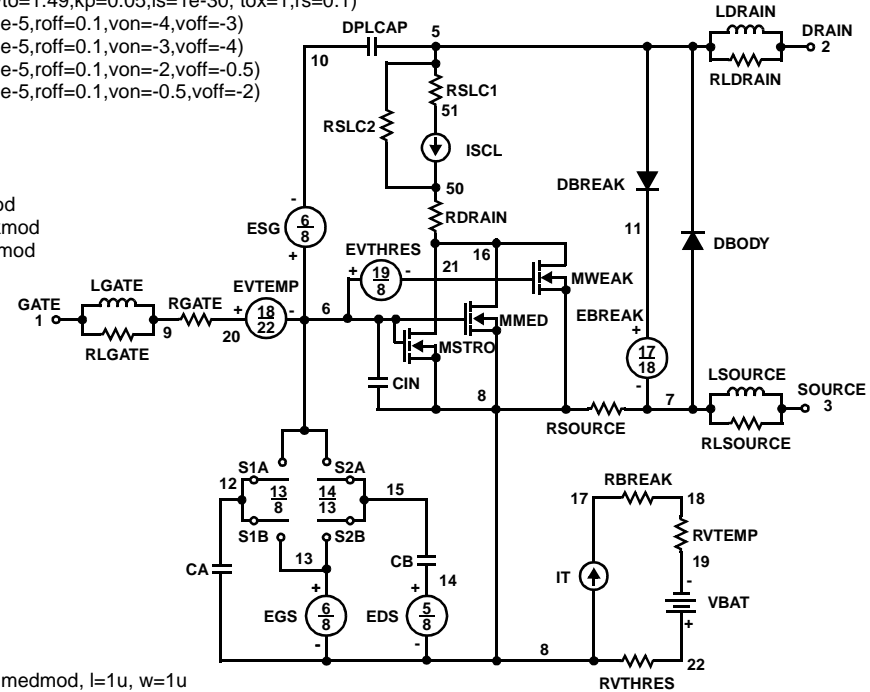 to=1.49,kp=0.05,is=1e-30, tox=1,rs=0.1)
e-5,roff=0.1,von=-4,voff=-3)
e-5,roff=0.1,von=-3,voff=-4)
e-5,roff=0.1,von=-2,voff=-0.5)
e-5,roff=0.1,von=-0.5,voff=-2)
od
mod
mod
medmod, l=1u, w=1u
DPLCAP
5
10
LDRAIN
DRAIN
2
RLDRAIN
RSLC1
51
RSLC2
ISCL
50
RDRAIN
DBREAK
11
DBODY
-
ESG
6
8
+
EVTHRES
+
19
8
-
21
16
MWEAK
LGATE
GATE
1
RLGATE
9
RGATE
20
EVTEMP
+
18
22
-
6
MMED
MSTRO
CIN
8
EBREAK
+
17
18
-
RSOURCE
7
LSOURCE
SOURCE
3
RLSOURCE
S1A
S2A
12
13
8
14
13
15
S1B
S2B
13
CA
CB
14
+
EGS
6
8
-
+
EDS
5
8
-
8
RBREAK
17
18
RVTEMP
19
IT
-
VBAT
+
22
RVTHRES